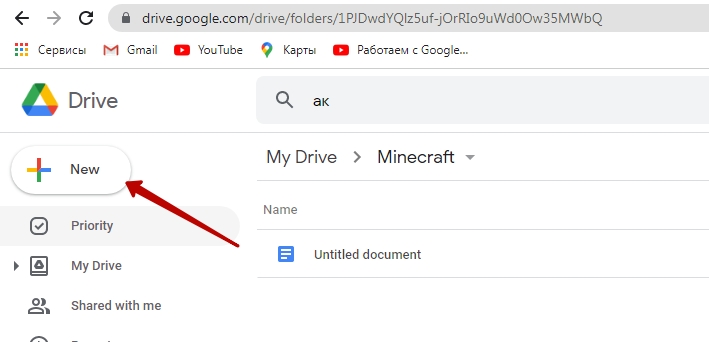 drive.google.com/drive/folders/1PJDwdYQIz5uf-jOrRIo9uWd0Ow35MWbQ
Сервисы Gmail YouTube Карты Работаем с Google...
Drive
ак
New
My Drive > Minecraft
Name
Priority
Untitled document
My Drive
Shared with me